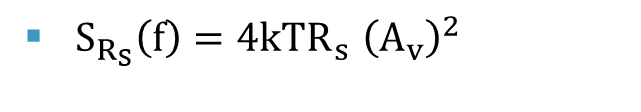 ▪ S_{R_S}(f) = 4kTR_s (A_v)²